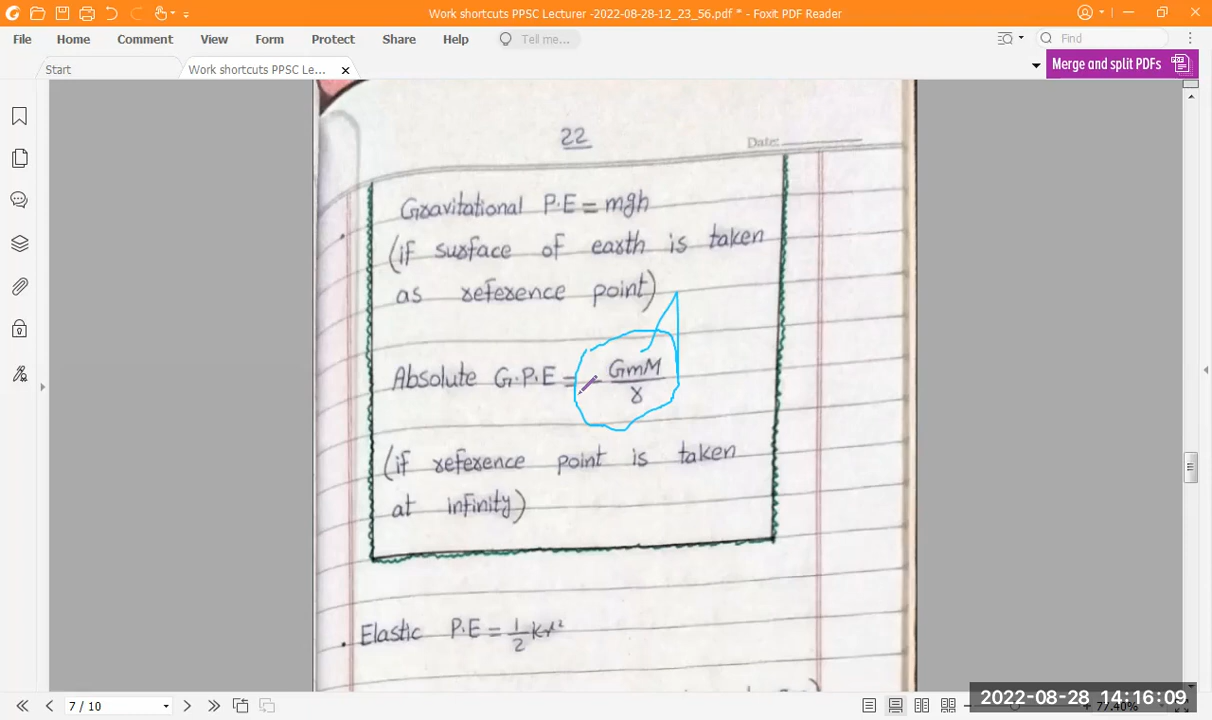 Work shortcuts PPSC Lecturer -2022-08-28-12_23_56.pdf * - Foxit PDF Reader
File Home Comment View Form Protect Share Help Tell me... Find
Start Work shortcuts PPSC Le... Merge and split PDFs
22
Date:
Gravitational P.E = mgh
(if surface of earth is taken
as reference point)
Absolute G.P.E = - GmM/r
(if reference point is taken
at infinity)
. Elastic P.E = 1/2 kx²
7 / 10
2022-08-28 14:16:09
77.40%